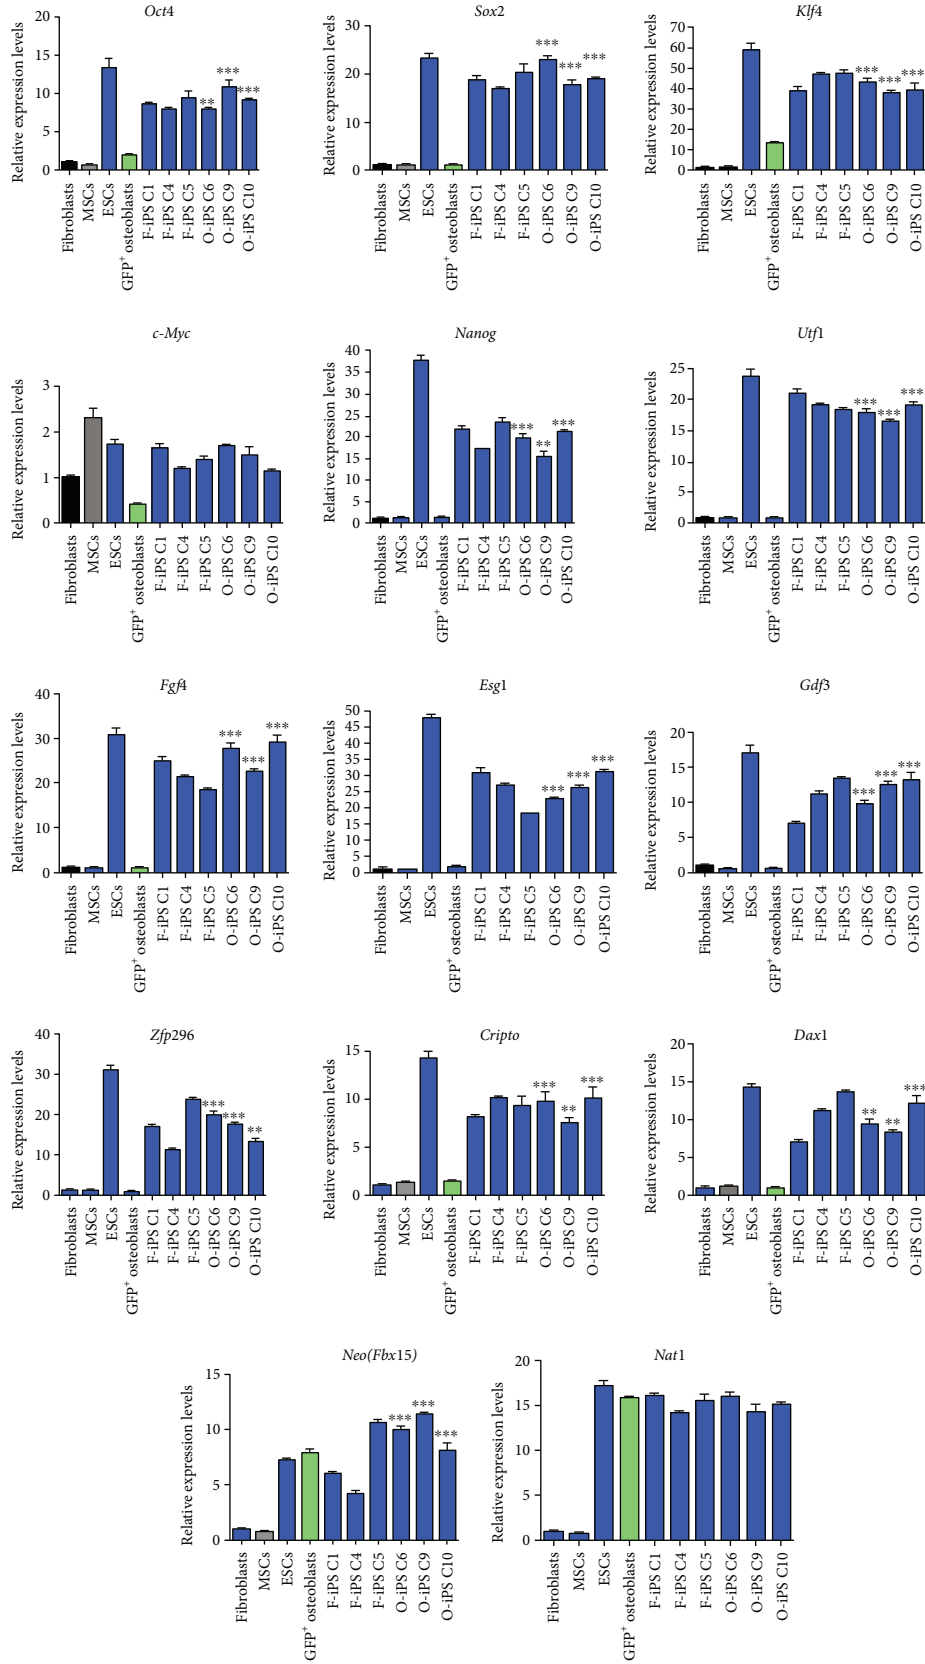 Oct4
Relative expression levels
20
15
10
5
0
**
***
***
Fibroblasts
MSCs
ESCs
GFP+ osteoblasts
F-iPS C1
F-iPS C4
F-iPS C5
O-iPS C6
O-iPS C9
O-iPS C10
Sox2
Relative expression levels
30
20
10
0
***
***
***
Fibroblasts
MSCs
ESCs
GFP+ osteoblasts
F-iPS C1
F-iPS C4
F-iPS C5
O-iPS C6
O-iPS C9
O-iPS C10
Klf4
Relative expression levels
70
60
50
40
30
20
10
0
***
***
***
Fibroblasts
MSCs
ESCs
GFP+ osteoblasts
F-iPS C1
F-iPS C4
F-iPS C5
O-iPS C6
O-iPS C9
O-iPS C10
c-Myc
Relative expression levels
3
2
1
0
Fibroblasts
MSCs
ESCs
GFP+ osteoblasts
F-iPS C1
F-iPS C4
F-iPS C5
O-iPS C6
O-iPS C9
O-iPS C10
Nanog
Relative expression levels
40
35
30
25
20
15
10
5
0
***
**
***
Fibroblasts
MSCs
ESCs
GFP+ osteoblasts
F-iPS C1
F-iPS C4
F-iPS C5
O-iPS C6
O-iPS C9
O-iPS C10
Utf1
Relative expression levels
25
20
15
10
5
0
***
***
***
Fibroblasts
MSCs
ESCs
GFP+ osteoblasts
F-iPS C1
F-iPS C4
F-iPS C5
O-iPS C6
O-iPS C9
O-iPS C10
Fgf4
Relative expression levels
40
30
20
10
0
***
***
***
Fibroblasts
MSCs
ESCs
GFP+ osteoblasts
F-iPS C1
F-iPS C4
F-iPS C5
O-iPS C6
O-iPS C9
O-iPS C10
Esg1
Relative expression levels
50
45
40
35
30
25
20
15
10
5
0
***
***
***
Fibroblasts
MSCs
ESCs
GFP+ osteoblasts
F-iPS C1
F-iPS C4
F-iPS C5
O-iPS C6
O-iPS C9
O-iPS C10
Gdf3
Relative expression levels
20
15
10
5
0
***
***
***
Fibroblasts
MSCs
ESCs
GFP+ osteoblasts
F-iPS C1
F-iPS C4
F-iPS C5
O-iPS C6
O-iPS C9
O-iPS C10
Zfp296
Relative expression levels
40
30
20
10
0
***
***
**
Fibroblasts
MSCs
ESCs
GFP+ osteoblasts
F-iPS C1
F-iPS C4
F-iPS C5
O-iPS C6
O-iPS C9
O-iPS C10
Cripto
Relative expression levels
15
10
5
0
***
**
***
Fibroblasts
MSCs
ESCs
GFP+ osteoblasts
F-iPS C1
F-iPS C4
F-iPS C5
O-iPS C6
O-iPS C9
O-iPS C10
Dax1
Relative expression levels
20
15
10
5
0
**
**
***
Fibroblasts
MSCs
ESCs
GFP+ osteoblasts
F-iPS C1
F-iPS C4
F-iPS C5
O-iPS C6
O-iPS C9
O-iPS C10
Neo(Fbx15)
Relative expression levels
15
10
5
0
***
***
***
Fibroblasts
MSCs
ESCs
GFP+ osteoblasts
F-iPS C1
F-iPS C4
F-iPS C5
O-iPS C6
O-iPS C9
O-iPS C10
Nat1
Relative expression levels
20
15
10
5
0
Fibroblasts
MSCs
ESCs
GFP+ osteoblasts
F-iPS C1
F-iPS C4
F-iPS C5
O-iPS C6
O-iPS C9
O-iPS C10